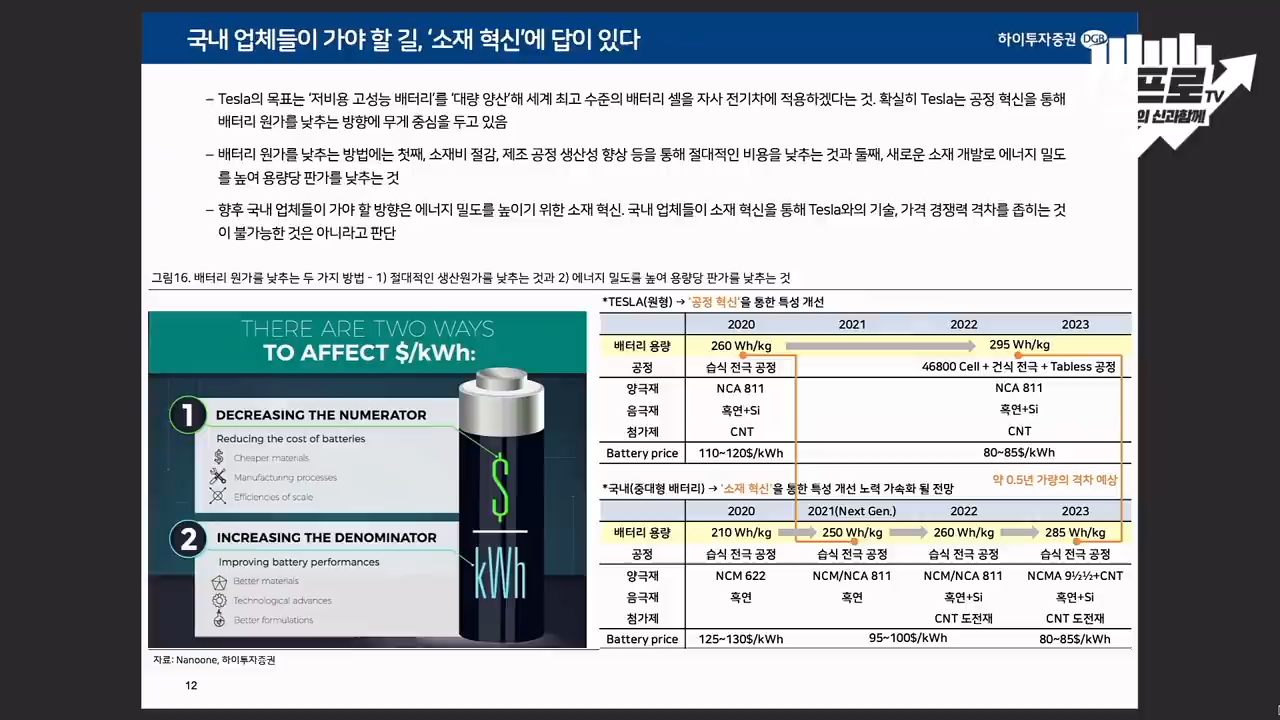 국내 업체들이 가야 할 길, ‘소재 혁신’에 답이 있다
하이투자증권 DGB
프로TV
의 신과함께
– Tesla의 목표는 ‘저비용 고성능 배터리’를 ‘대량 양산’해 세계 최고 수준의 배터리 셀을 자사 전기차에 적용하겠다는 것. 확실히 Tesla는 공정 혁신을 통해
배터리 원가를 낮추는 방향에 무게 중심을 두고 있음
– 배터리 원가를 낮추는 방법에는 첫째, 소재비 절감, 제조 공정 생산성 향상 등을 통해 절대적인 비용을 낮추는 것과 둘째, 새로운 소재 개발로 에너지 밀도
를 높여 용량당 판가를 낮추는 것
– 향후 국내 업체들이 가야 할 방향은 에너지 밀도를 높이기 위한 소재 혁신. 국내 업체들이 소재 혁신을 통해 Tesla와의 기술, 가격 경쟁력 격차를 좁히는 것
이 불가능한 것은 아니라고 판단
그림16. 배터리 원가를 낮추는 두 가지 방법 – 1) 절대적인 생산원가를 낮추는 것과 2) 에너지 밀도를 높여 용량당 판가를 낮추는 것
THERE ARE TWO WAYS
TO AFFECT $/kWh:
1 DECREASING THE NUMERATOR
Reducing the cost of batteries
Cheaper materials
Manufacturing processes
Efficiencies of scale
2 INCREASING THE DENOMINATOR
Improving battery performances
Better materials
Technological advances
Better formulations
$
kWh
*TESLA(원형) → ‘공정 혁신’을 통한 특성 개선
2020 2021 2022 2023
배터리 용량 260 Wh/kg 295 Wh/kg
공정 습식 전극 공정 46800 Cell + 건식 전극 + Tabless 공정
양극재 NCA 811 NCA 811
음극재 흑연+Si 흑연+Si
첨가제 CNT CNT
Battery price 110~120$/kWh 80~85$/kWh
약 0.5년 가량의 격차 예상
*국내(중대형 배터리) → ‘소재 혁신’을 통한 특성 개선 노력 가속화 될 전망
2020 2021(Next Gen.) 2022 2023
배터리 용량 210 Wh/kg 250 Wh/kg 260 Wh/kg 285 Wh/kg
공정 습식 전극 공정 습식 전극 공정 습식 전극 공정 습식 전극 공정
양극재 NCM 622 NCM/NCA 811 NCM/NCA 811 NCMA 9½½+CNT
음극재 흑연 흑연 흑연+Si 흑연+Si
첨가제 CNT 도전재 CNT 도전재
Battery price 125~130$/kWh 95~100$/kWh 80~85$/kWh
자료: Nanoone, 하이투자증권
12